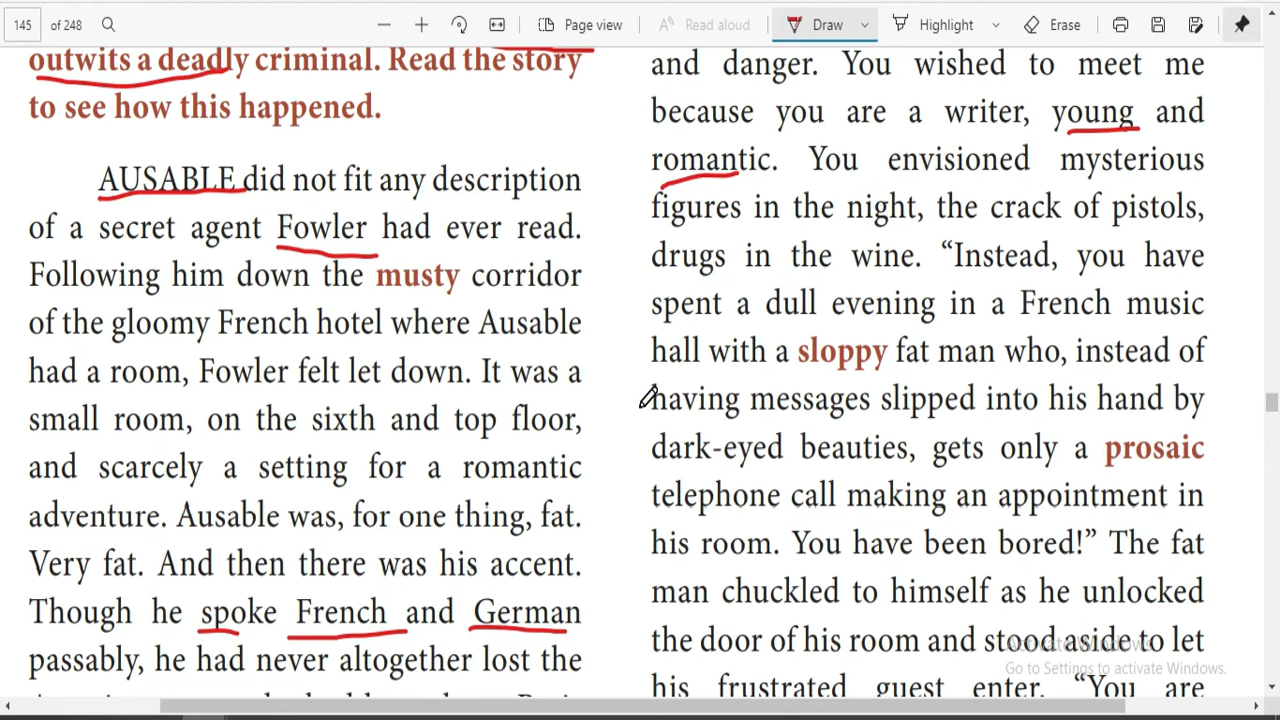 145 of 248 Page view Read aloud Draw Highlight Erase
outwits a deadly criminal. Read the story
to see how this happened.
AUSABLE did not fit any description
of a secret agent Fowler had ever read.
Following him down the musty corridor
of the gloomy French hotel where Ausable
had a room, Fowler felt let down. It was a
small room, on the sixth and top floor,
and scarcely a setting for a romantic
adventure. Ausable was, for one thing, fat.
Very fat. And then there was his accent.
Though he spoke French and German
passably, he had never altogether lost the
and danger. You wished to meet me
because you are a writer, young and
romantic. You envisioned mysterious
figures in the night, the crack of pistols,
drugs in the wine. “Instead, you have
spent a dull evening in a French music
hall with a sloppy fat man who, instead of
having messages slipped into his hand by
dark-eyed beauties, gets only a prosaic
telephone call making an appointment in
his room. You have been bored!” The fat
man chuckled to himself as he unlocked
the door of his room and stood aside to let
his frustrated guest enter. “You are
Activate Windows
Go to Settings to activate Windows.